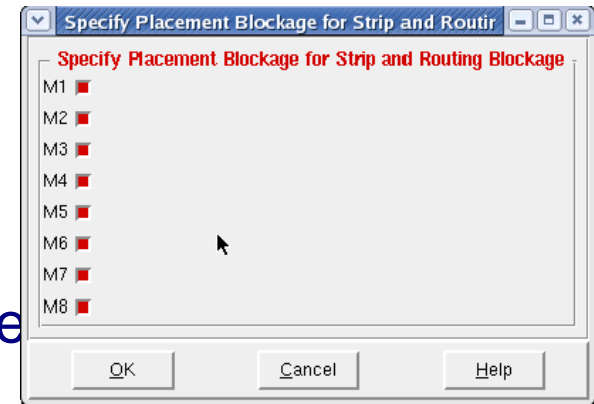 Specify Placement Blockage for Strip and Routir
Specify Placement Blockage for Strip and Routing Blockage
M1
M2
M3
M4
M5
M6
M7
M8
e
OK
Cancel
Help